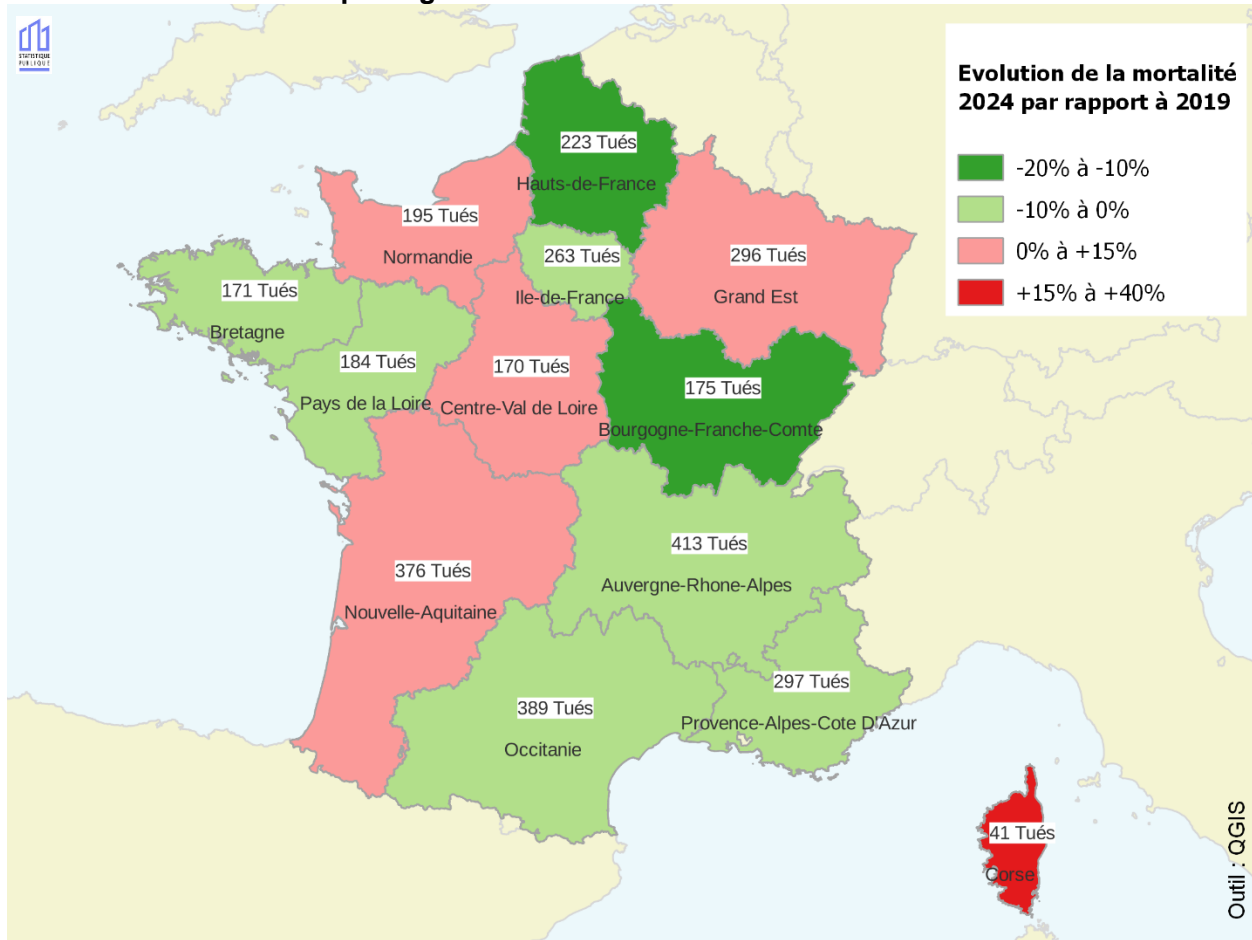 STATISTIQUE
PUBLIQUE
Evolution de la mortalité
2024 par rapport à 2019
-20% à -10%
-10% à 0%
0% à +15%
+15% à +40%
223 Tués
Hauts-de-France
195 Tués
Normandie
263 Tués
Ile-de-France
296 Tués
Grand Est
171 Tués
Bretagne
184 Tués
Pays de la Loire
170 Tués
Centre-Val de Loire
175 Tués
Bourgogne-Franche-Comte
413 Tués
Auvergne-Rhone-Alpes
376 Tués
Nouvelle-Aquitaine
297 Tués
Provence-Alpes-Cote D'Azur
389 Tués
Occitanie
41 Tués
Corse
Outil : QGIS